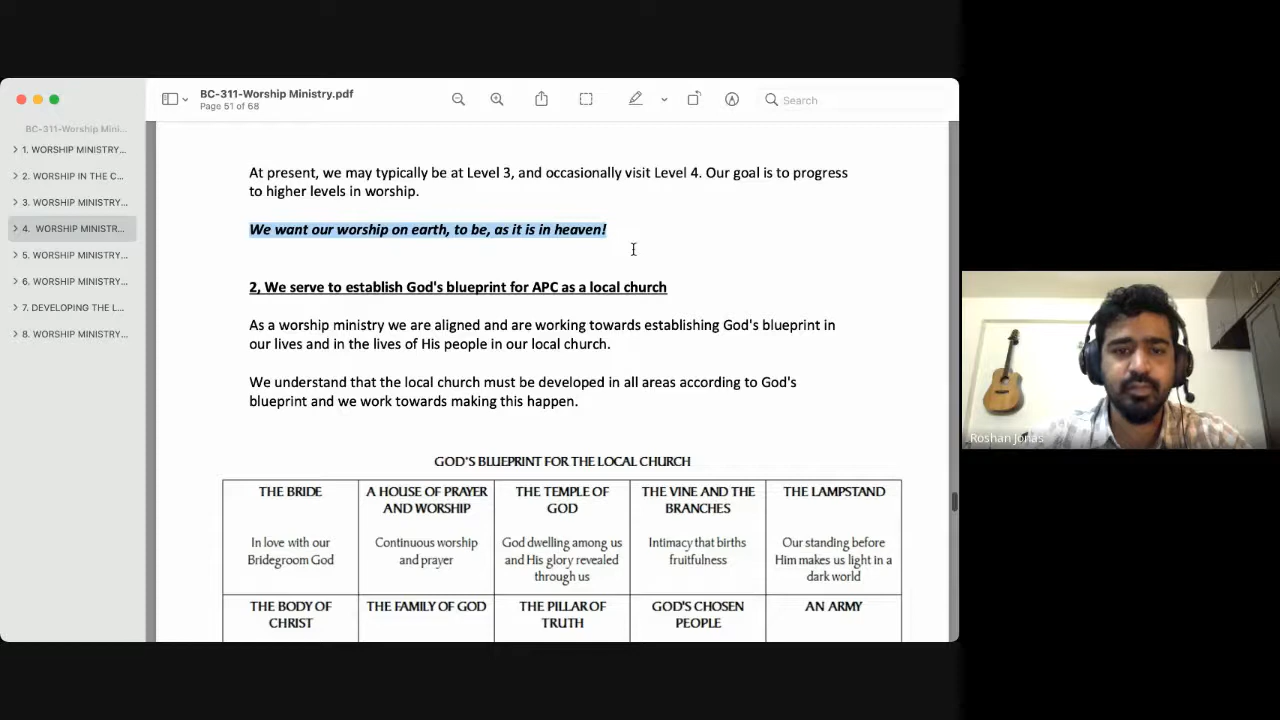 BC-311-Worship Ministry.pdf
Page 51 of 68
Search
BC-311-Worship Mini...
1. WORSHIP MINISTRY...
2. WORSHIP IN THE C...
3. WORSHIP MINISTRY...
4. WORSHIP MINISTR...
5. WORSHIP MINISTRY...
6. WORSHIP MINISTRY...
7. DEVELOPING THE L...
8. WORSHIP MINISTRY...
At present, we may typically be at Level 3, and occasionally visit Level 4. Our goal is to progress
to higher levels in worship.
We want our worship on earth, to be, as it is in heaven!
2, We serve to establish God's blueprint for APC as a local church
As a worship ministry we are aligned and are working towards establishing God's blueprint in
our lives and in the lives of His people in our local church.
We understand that the local church must be developed in all areas according to God's
blueprint and we work towards making this happen.
GOD'S BLUEPRINT FOR THE LOCAL CHURCH
THE BRIDE
In love with our
Bridegroom God
A HOUSE OF PRAYER
AND WORSHIP
Continuous worship
and prayer
THE TEMPLE OF
GOD
God dwelling among us
and His glory revealed
through us
THE VINE AND THE
BRANCHES
Intimacy that births
fruitfulness
THE LAMPSTAND
Our standing before
Him makes us light in a
dark world
THE BODY OF
CHRIST
THE FAMILY OF GOD
THE PILLAR OF
TRUTH
GOD'S CHOSEN
PEOPLE
AN ARMY
Roshan Jonas